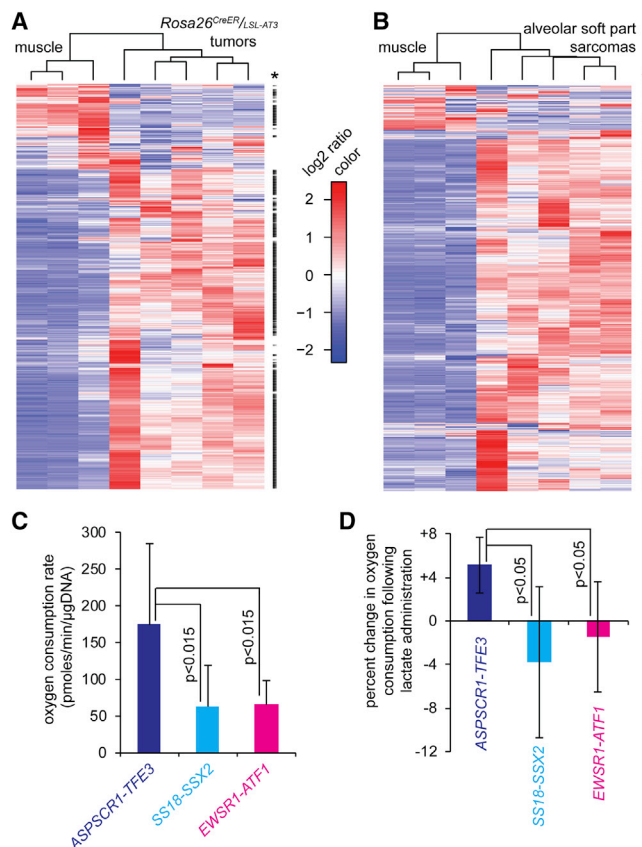 A
Rosa26CreER/LSL-AT3
muscle
tumors
*
log2 ratio
color
2
1
0
−1
−2
B
alveolar soft part
muscle
sarcomas
C
oxygen consumption rate
(pmoles/min/µgDNA)
300
250
200
150
100
50
0
p<0.015
p<0.015
ASPSCR1-TFE3
SS18-SSX2
EWSR1-ATF1
D
percent change in oxygen
consumption following
lactate administration
+8
+4
0
-4
-8
-12
p<0.05
p<0.05
ASPSCR1-TFE3
SS18-SSX2
EWSR1-ATF1